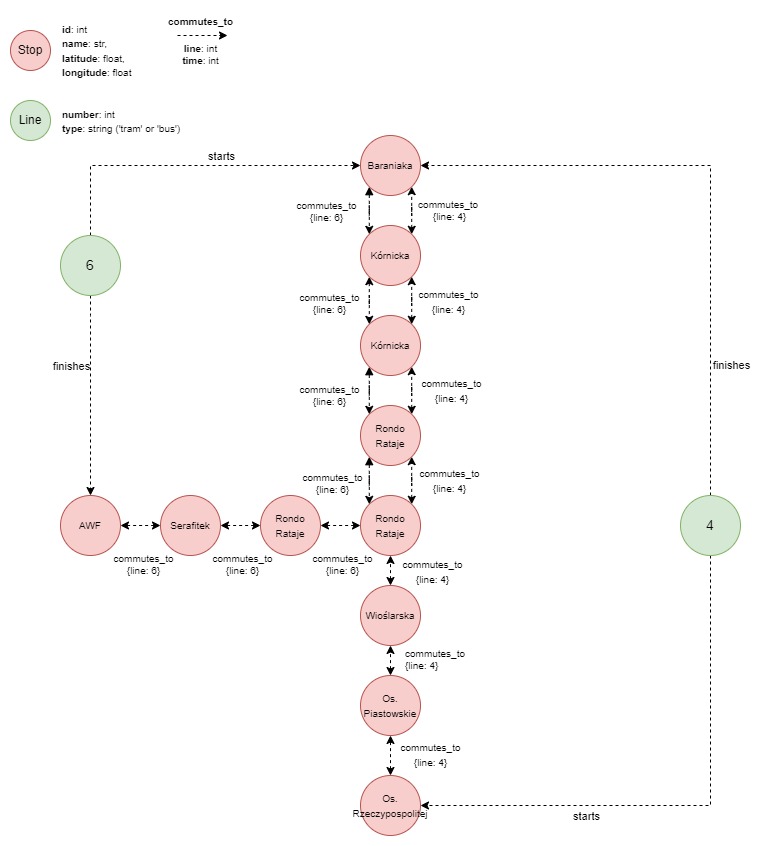 commutes_to
line: int
time: int
Stop
id: int
name: str,
latitude: float,
longitude: float
Line
number: int
type: string ('tram' or 'bus')
starts
Baraniaka
commutes_to
{line: 6}
commutes_to
{line: 4}
6
Kórnicka
commutes_to
{line: 6}
commutes_to
{line: 4}
Kórnicka
finishes
finishes
commutes_to
{line: 6}
commutes_to
{line: 4}
Rondo
Rataje
commutes_to
{line: 6}
commutes_to
{line: 4}
AWF
Serafitek
Rondo
Rataje
Rondo
Rataje
4
commutes_to
{line: 6}
commutes_to
{line: 6}
commutes_to
{line: 6}
commutes_to
{line: 4}
Wioślarska
commutes_to
{line: 4}
Os.
Piastowskie
commutes_to
{line: 4}
Os.
Rzeczypospolitej
starts